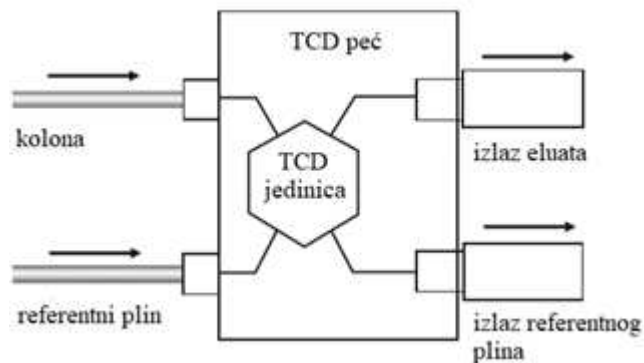 TCD peć
kolona
TCD
jedinica
izlaz eluata
referentni plin
izlaz referentnog
plina